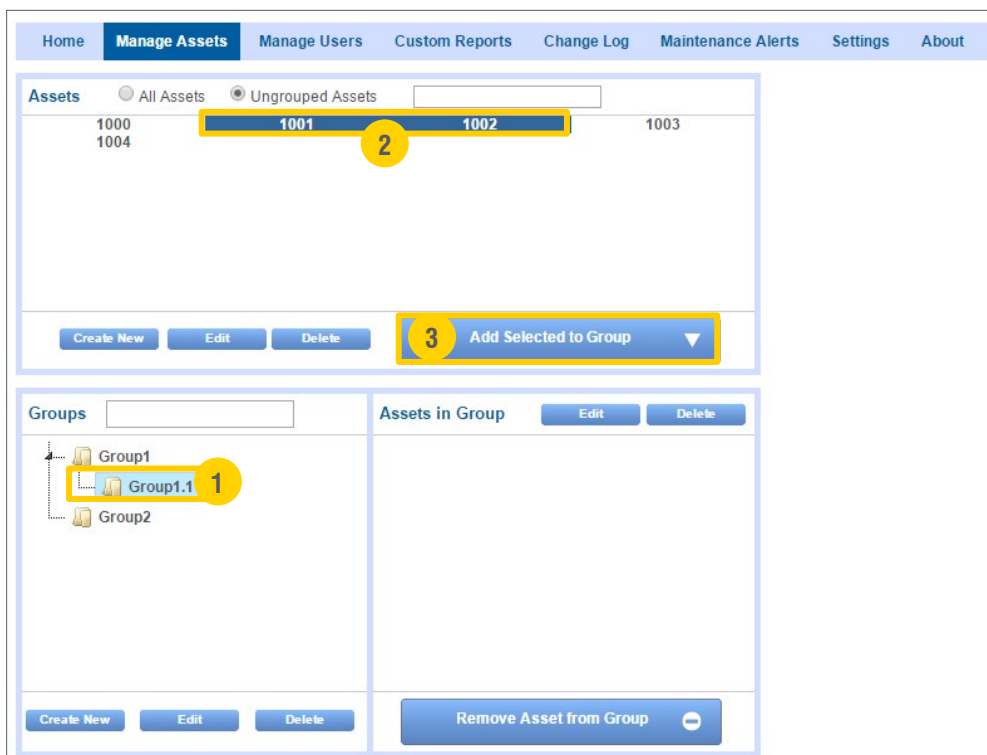 Home Manage Assets Manage Users Custom Reports Change Log Maintenance Alerts Settings About
Assets All Assets Ungrouped Assets
1000 1001 1002 1003
1004
2
Create New Edit Delete 3 Add Selected to Group
Groups
Group1
Group1.1 1
Group2
Create New Edit Delete
Assets in Group Edit Delete
Remove Asset from Group